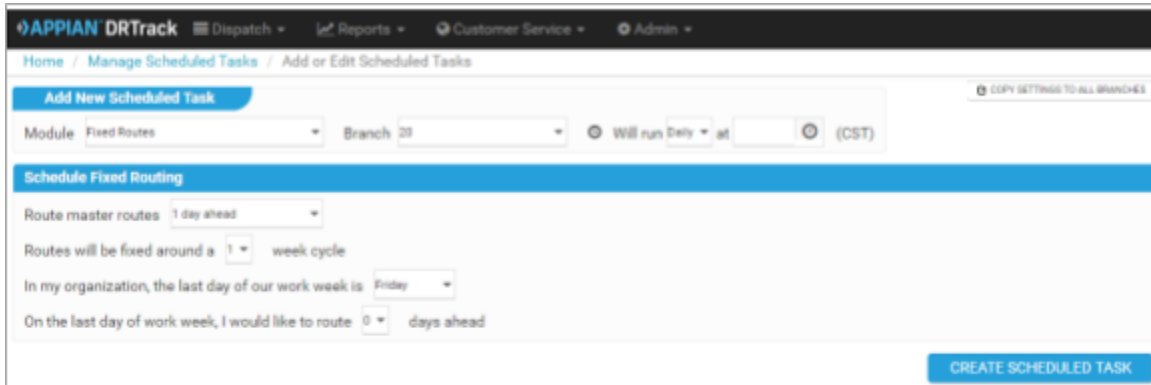 APPIAN DRTrack Dispatch Reports Customer Service Admin
Home / Manage Scheduled Tasks / Add or Edit Scheduled Tasks
Add New Scheduled Task
COPY SETTINGS TO ALL BRANCHES
Module Fixed Routes Branch 20 Will run Daily at (CST)
Schedule Fixed Routing
Route master routes 1 day ahead
Routes will be fixed around a 1 week cycle
In my organization, the last day of our work week is Friday
On the last day of work week, I would like to route 0 days ahead
CREATE SCHEDULED TASK